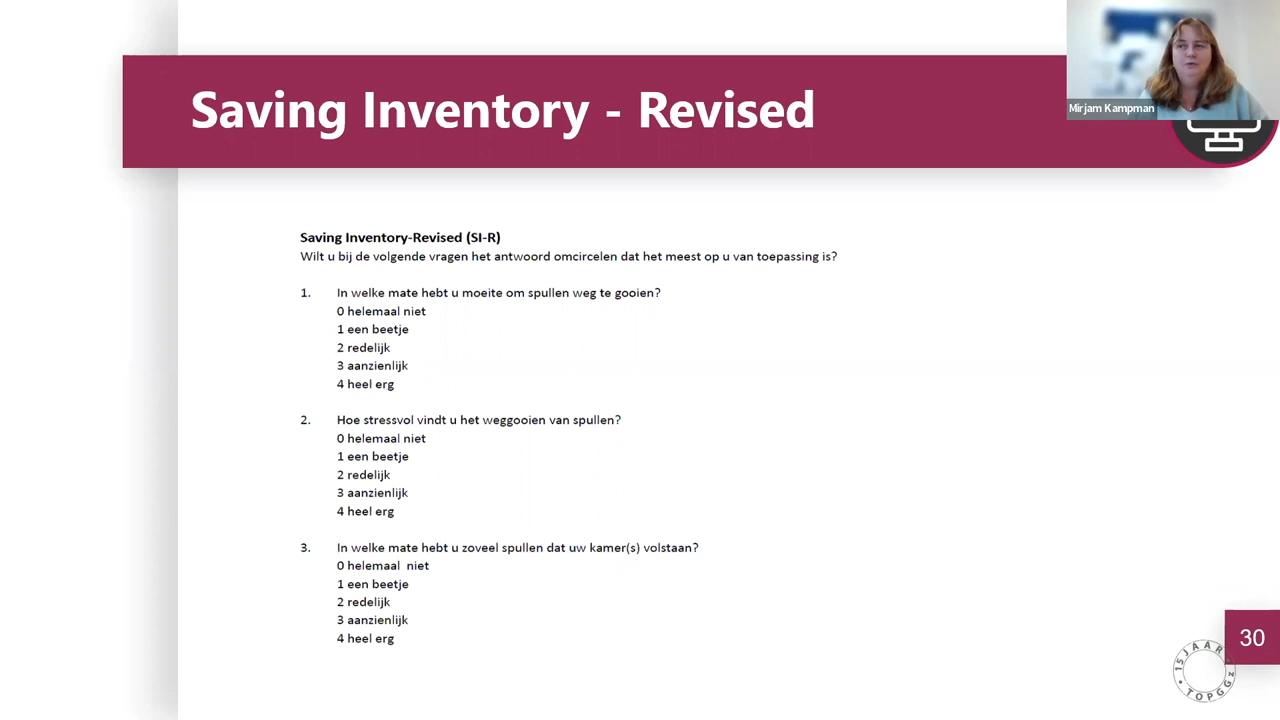 Saving Inventory - Revised
Mirjam Kampman
Saving Inventory-Revised (SI-R)
Wilt u bij de volgende vragen het antwoord omcirkelen dat het meest op u van toepassing is?
1. In welke mate hebt u moeite om spullen weg te gooien?
0 helemaal niet
1 een beetje
2 redelijk
3 aanzienlijk
4 heel erg
2. Hoe stressvol vindt u het weggooien van spullen?
0 helemaal niet
1 een beetje
2 redelijk
3 aanzienlijk
4 heel erg
3. In welke mate hebt u zoveel spullen dat uw kamer(s) volstaan?
0 helemaal niet
1 een beetje
2 redelijk
3 aanzienlijk
4 heel erg
30
15 JAAR
TOPGGz